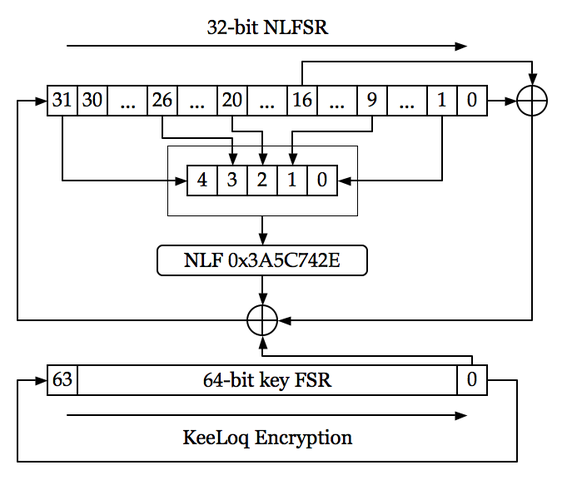 32-bit NLFSR
31 30 ... 26 ... 20 ... 16 ... 9 ... 1 0
4 3 2 1 0
NLF 0x3A5C742E
63 64-bit key FSR 0
KeeLoq Encryption